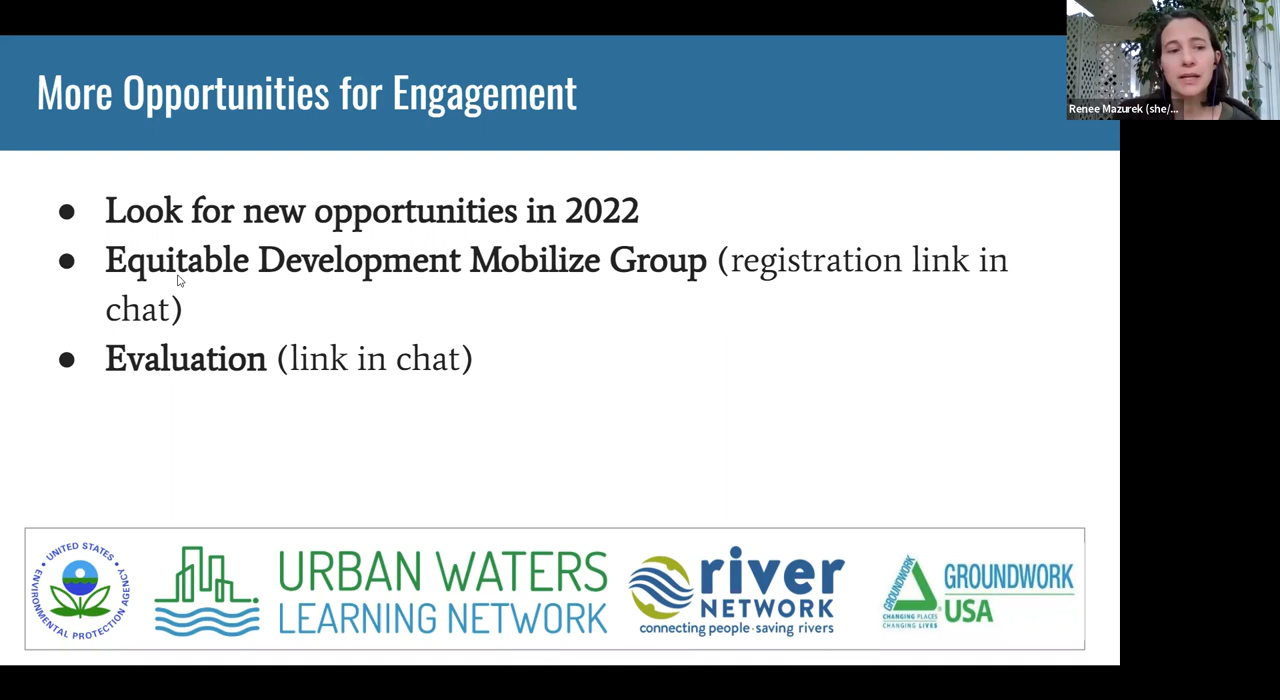 More Opportunities for Engagement
Renee Mazurek (she/...
● Look for new opportunities in 2022
● Equitable Development Mobilize Group (registration link in
chat)
● Evaluation (link in chat)
UNITED STATES
ENVIRONMENTAL PROTECTION AGENCY
URBAN WATERS
LEARNING NETWORK
river
NETWORK
connecting people·saving rivers
GROUNDWORK
CHANGING PLACES
CHANGING LIVES
GROUNDWORK
USA